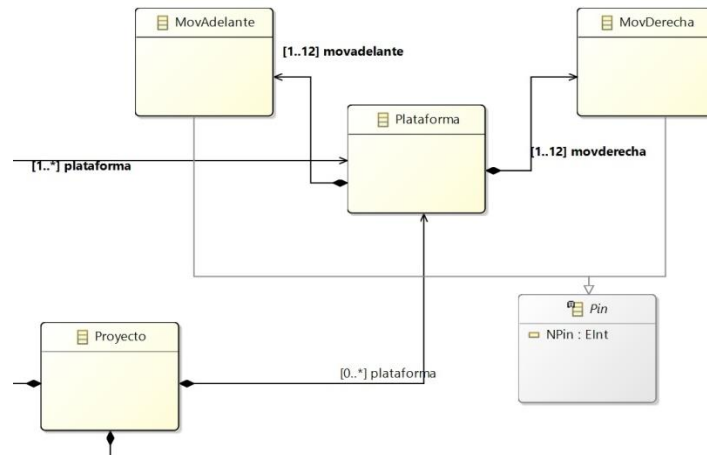 MovAdelante
MovDerecha
[1..12] movadelante
Plataforma
[1..12] movderecha
[1..*] plataforma
Pin
NPin : EInt
Proyecto
[0..*] plataforma